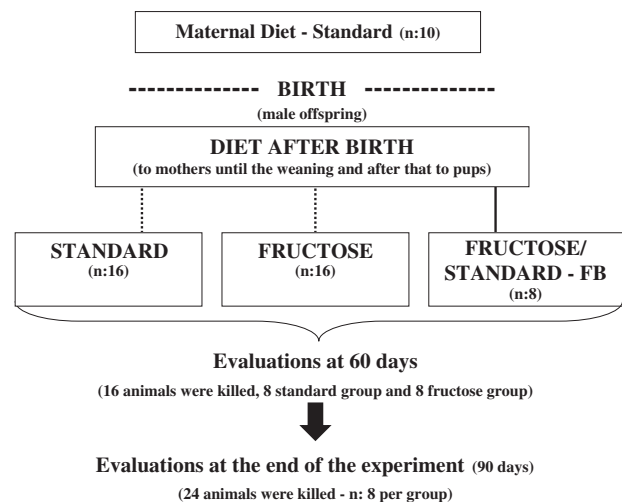 Maternal Diet - Standard (n:10)
BIRTH
(male offspring)
DIET AFTER BIRTH
(to mothers until the weaning and after that to pups)
STANDARD
(n:16)
FRUCTOSE
(n:16)
FRUCTOSE/
STANDARD - FB
(n:8)
Evaluations at 60 days
(16 animals were killed, 8 standard group and 8 fructose group)
Evaluations at the end of the experiment (90 days)
(24 animals were killed - n: 8 per group)